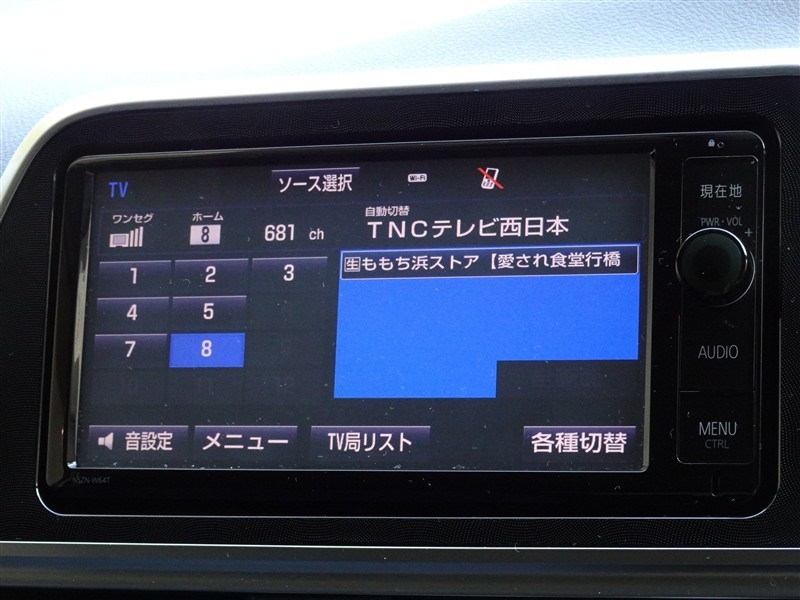 TV
ソース選択
Wi-Fi
現在地
PWR・VOL
+
ワンセグ
ホーム
8
681 ch
自動切替
TNCテレビ西日本
生ももち浜ストア【愛され食堂行橋
1
2
3
4
5
7
8
AUDIO
音設定
メニュー
TV局リスト
各種切替
MENU
CTRL
NSZN-W64T